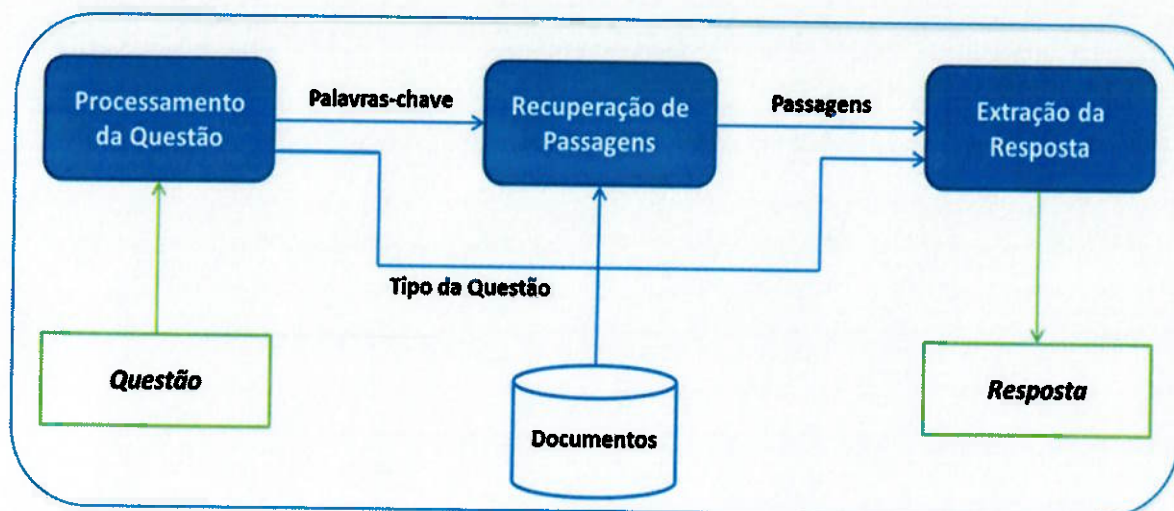 Processamento
da Questão
Palavras-chave
Recuperação de
Passagens
Passagens
Extração da
Resposta
Tipo da Questão
Questão
Documentos
Resposta